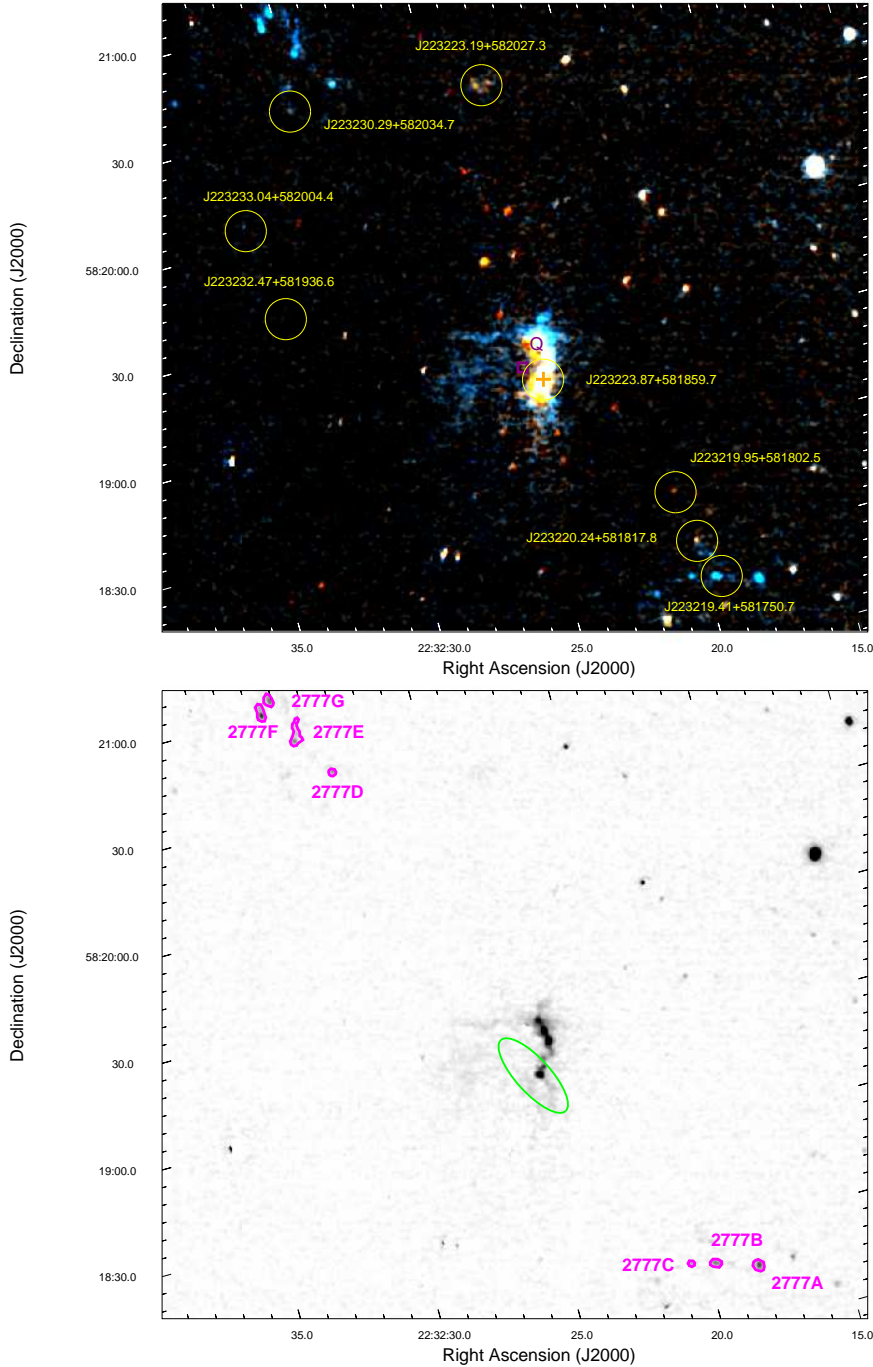 J223223.19+582027.3
21:00.0
J223230.29+582034.7
30.0
J223233.04+582004.4
58:20:00.0
J223232.47+581936.6
Declination (J2000)
Q
30.0
J223223.87+581859.7
J223219.95+581802.5
19:00.0
J223220.24+581817.8
18:30.0
J223219.41+581750.7
35.0
22:32:30.0
25.0
20.0
15.0
Right Ascension (J2000)
2777G
2777F
2777E
21:00.0
2777D
30.0
58:20:00.0
Declination (J2000)
30.0
19:00.0
2777B
2777C
2777A
18:30.0
35.0
22:32:30.0
25.0
20.0
15.0
Right Ascension (J2000)